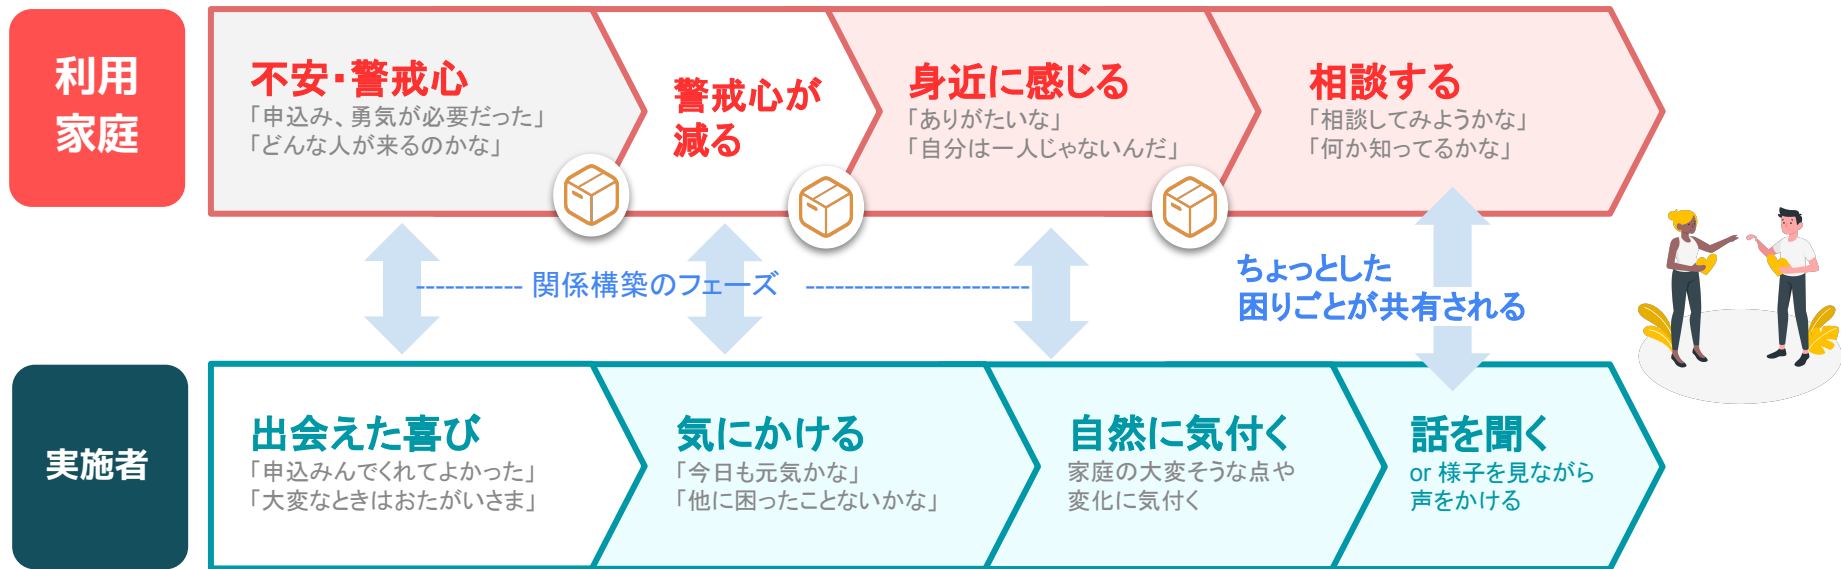 利用
家庭
不安・警戒心
「申込み、勇気が必要だった」
「どんな人が来るのかな」
警戒心が
減る
身近に感じる
「ありがたいな」
「自分は一人じゃないんだ」
相談する
「相談してみようかな」
「何か知ってるかな」
----------- 関係構築のフェーズ -----------------------
ちょっとした
困りごとが共有される
実施者
出会えた喜び
「申込みんでくれてよかった」
「大変なときはおたがいさま」
気にかける
「今日も元気かな」
「他に困ったことないかな」
自然に気付く
家庭の大変そうな点や
変化に気付く
話を聞く
or 様子を見ながら
声をかける